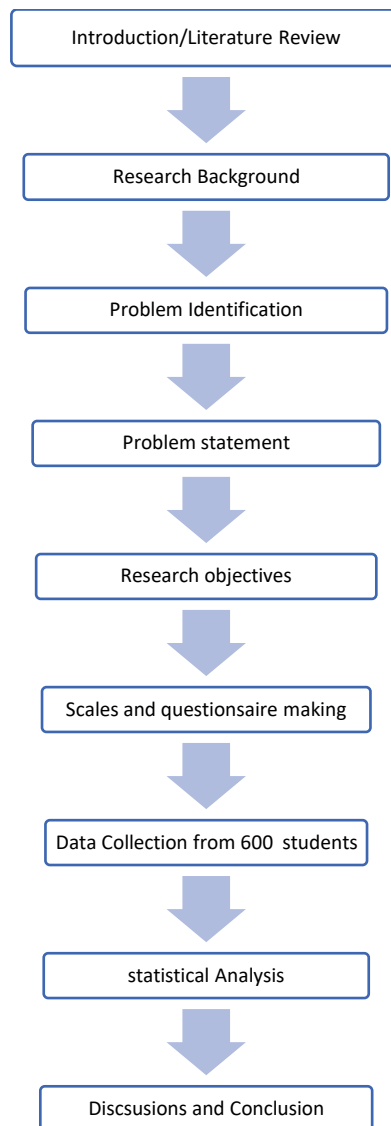 Introduction/Literature Review
Research Background
Problem Identification
Problem statement
Research objectives
Scales and questionsaire making
Data Collection from 600 students
statistical Analysis
Discsusions and Conclusion